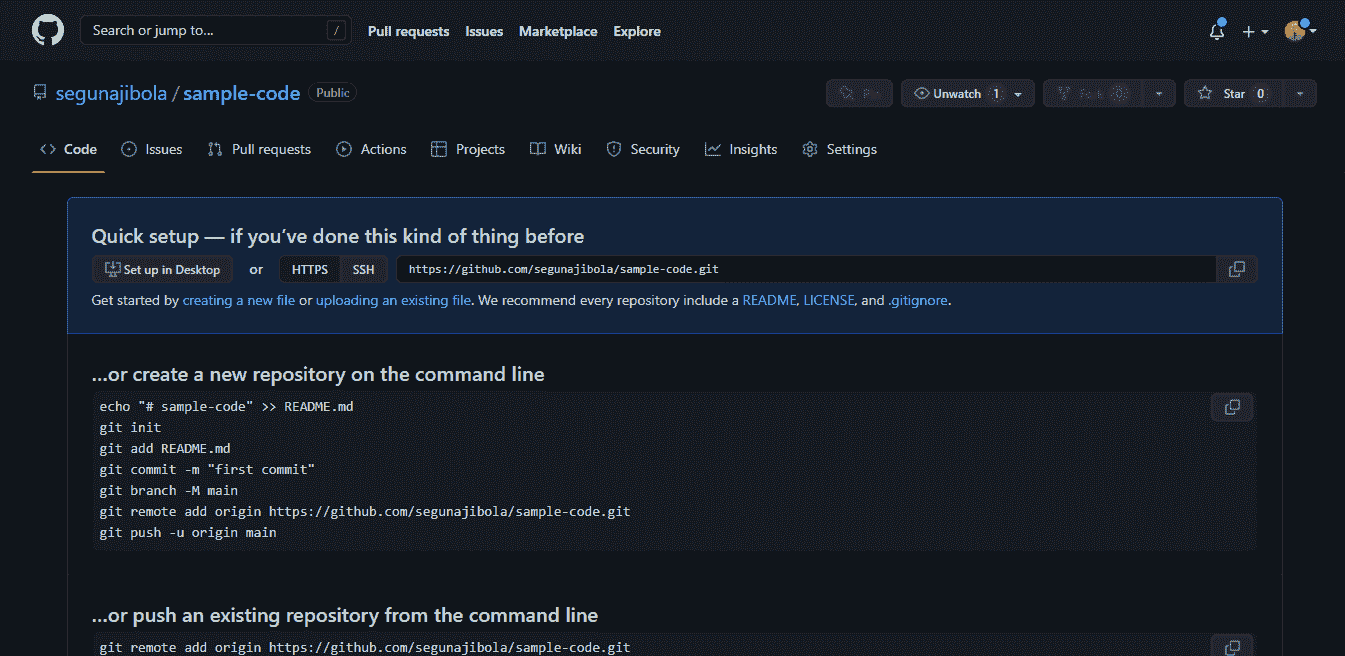 Search or jump to... /
Pull requests Issues Marketplace Explore
segunajibola / sample-code Public
Unwatch 1
Star 0
Code Issues Pull requests Actions Projects Wiki Security Insights Settings
Quick setup — if you’ve done this kind of thing before
Set up in Desktop or HTTPS SSH https://github.com/segunajibola/sample-code.git
Get started by creating a new file or uploading an existing file. We recommend every repository include a README, LICENSE, and .gitignore.
…or create a new repository on the command line
echo "# sample-code" >> README.md
git init
git add README.md
git commit -m "first commit"
git branch -M main
git remote add origin https://github.com/segunajibola/sample-code.git
git push -u origin main
…or push an existing repository from the command line
git remote add origin https://github.com/segunajibola/sample-code.git